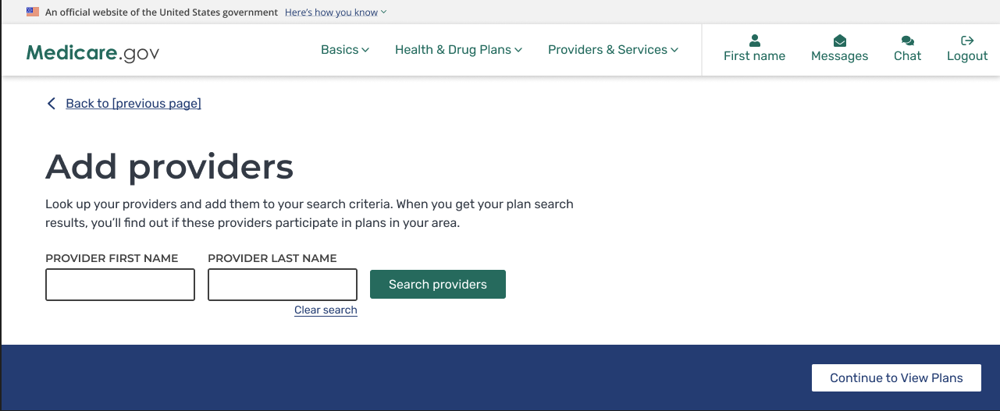 An official website of the United States government Here's how you know
Medicare.gov
Basics
Health & Drug Plans
Providers & Services
First name
Messages
Chat
Logout
Back to [previous page]
Add providers
Look up your providers and add them to your search criteria. When you get your plan search
results, you'll find out if these providers participate in plans in your area.
PROVIDER FIRST NAME PROVIDER LAST NAME
Search providers
Clear search
Continue to View Plans